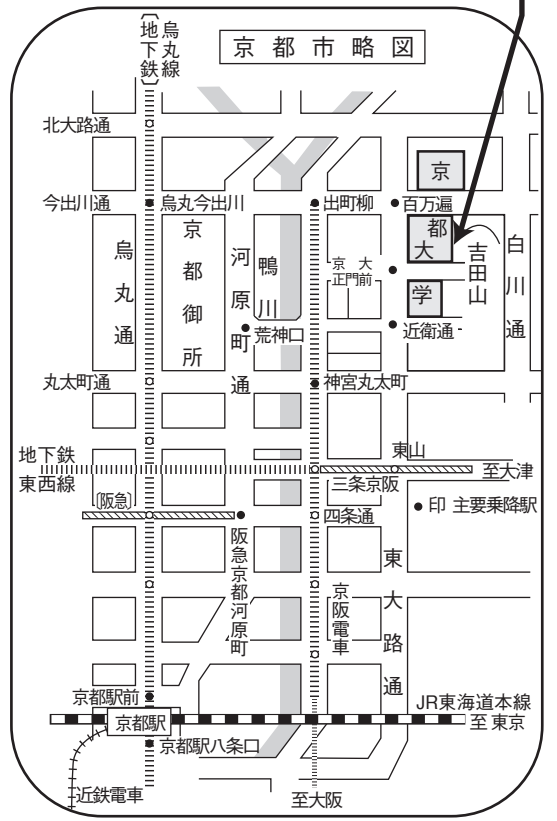 京都市略図
地下鉄
烏丸線
北大路通
今出川通
烏丸今出川
出町柳
百万遍
京
都
大
学
吉田山
白川通
烏丸通
京都御所
河原町通
鴨川
荒神口
京大
正門前
近衛通
丸太町通
神宮丸太町
地下鉄
東西線
東山
至大津
三条京阪
〔阪急〕
四条通
●印 主要乗降駅
阪急京都河原町
京阪電車
東大路通
京都駅前
JR東海道本線
京都駅
至東京
京都駅八条口
近鉄電車
至大阪